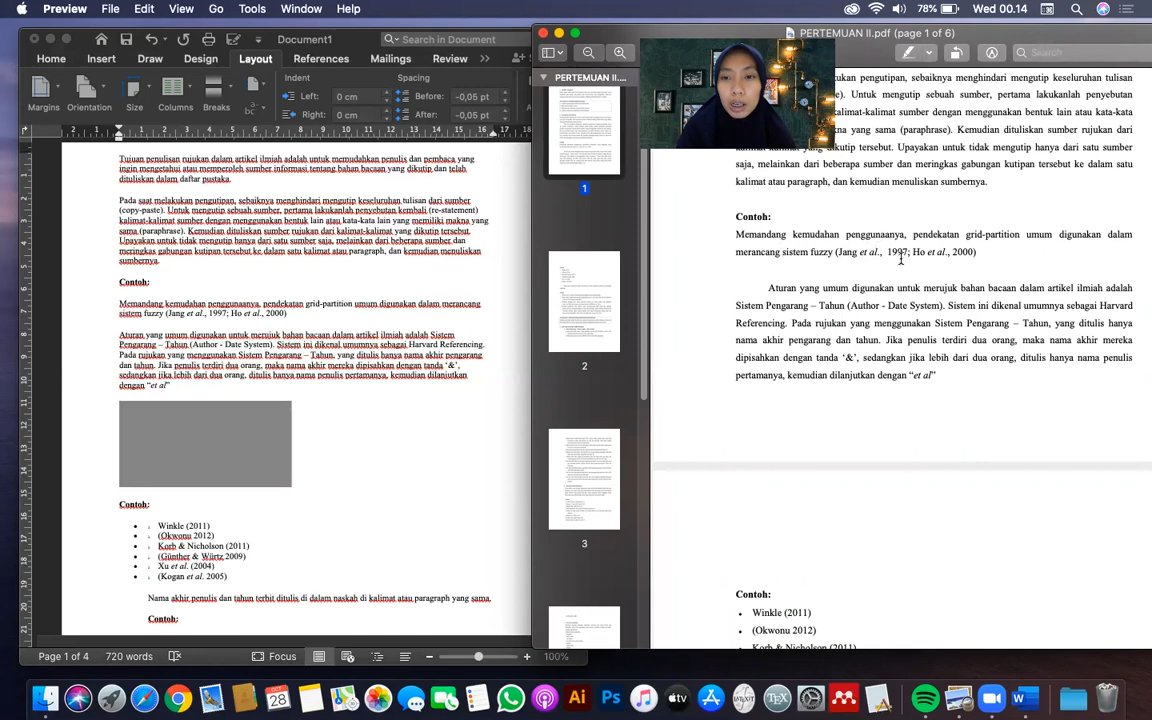 Preview File Edit View Go Tools Window Help 78% Wed 00.14
Document1 Search in Document
Home Insert Draw Design Layout References Mailings Review
Margins Orientation Size Columns Breaks
Indent Spacing
Left: 0 cm Before: -0,05 pt
Right: 0 cm After: -0,05 pt
Tujuan penulisan rujukan dalam artikel ilmiah adalah untuk memudahkan penulis dan pembaca yang
ingin mengetahui atau memperoleh sumber informasi tentang bahan bacaan yang dikutip dan telah
dituliskan dalam daftar pustaka.
Pada saat melakukan pengutipan, sebaiknya menghindari mengutip keseluruhan tulisan dari sumber
(copy-paste). Untuk mengutip sebuah sumber, pertama lakukanlah penyebutan kembali (re-statement)
kalimat-kalimat sumber dengan menggunakan bentuk lain atau kata-kata lain yang memiliki makna yang
sama (paraphrase). Kemudian dituliskan sumber rujukan dari kalimat-kalimat yang dikutip tersebut.
Upayakan untuk tidak mengutip hanya dari satu sumber saja, melainkan dari beberapa sumber dan
meringkas gabungan kutipan tersebut ke dalam satu kalimat atau paragraph, dan kemudian menuliskan
sumbernya.
Contoh:
Memandang kemudahan penggunaanya, pendekatan grid-partition umum digunakan dalam merancang
sistem fuzzy (Jang et al., 1997; Ho et al., 2000)
Aturan yang umum digunakan untuk merujuk bahan bacaan dalam artikel ilmiah adalah Sistem
Pengarang – Tahun (Author - Date System). Sistem ini dikenal umumnya sebagai Harvard Referencing.
Pada rujukan yang menggunakan Sistem Pengarang – Tahun, yang ditulis hanya nama akhir pengarang
dan tahun. Jika penulis terdiri dua orang, maka nama akhir mereka dipisahkan dengan tanda ‘&’,
sedangkan jika lebih dari dua orang, ditulis hanya nama penulis pertamanya, kemudian dilanjutkan
dengan “et al”
Contoh:
• Winkle (2011)
• (Okwonu 2012)
• Korb & Nicholson (2011)
• (Günther & Würtz 2009)
• Xu et al. (2004)
• (Kogan et al. 2005)
Nama akhir penulis dan tahun terbit ditulis di dalam naskah di kalimat atau paragraph yang sama.
Contoh:
Page 1 of 4 720 words Focus 100%
PERTEMUAN II.pdf (page 1 of 6)
Search
PERTEMUAN II....
1
2
3
ukan pengutipan, sebaiknya menghindari mengutip keseluruhan tulisan
e). Untuk mengutip sebuah sumber, pertama lakukanlah penyebutan
kalimat sumber dengan menggunakan bentuk lain atau kata-kata
kna yang sama (paraphrase). Kemudian dituliskan sumber rujukan dari
kalimat-kalimat yang dikutip tersebut. Upayakan untuk tidak mengutip hanya dari satu sumber
saja, melainkan dari beberapa sumber dan meringkas gabungan kutipan tersebut ke dalam satu
kalimat atau paragraph, dan kemudian menuliskan sumbernya.
Contoh:
Memandang kemudahan penggunaanya, pendekatan grid-partition umum digunakan dalam
merancang sistem fuzzy (Jang et al., 1997; Ho et al., 2000)
Aturan yang umum digunakan untuk merujuk bahan bacaan dalam artikel ilmiah adalah
Sistem Pengarang – Tahun (Author - Date System). Sistem ini dikenal umumnya sebagai Harvard
Referencing. Pada rujukan yang menggunakan Sistem Pengarang – Tahun, yang ditulis hanya
nama akhir pengarang dan tahun. Jika penulis terdiri dua orang, maka nama akhir mereka
dipisahkan dengan tanda ‘&’, sedangkan jika lebih dari dua orang, ditulis hanya nama penulis
pertamanya, kemudian dilanjutkan dengan “et al”
Contoh:
• Winkle (2011)
• (Okwonu 2012)
• Korb & Nicholson (2011)